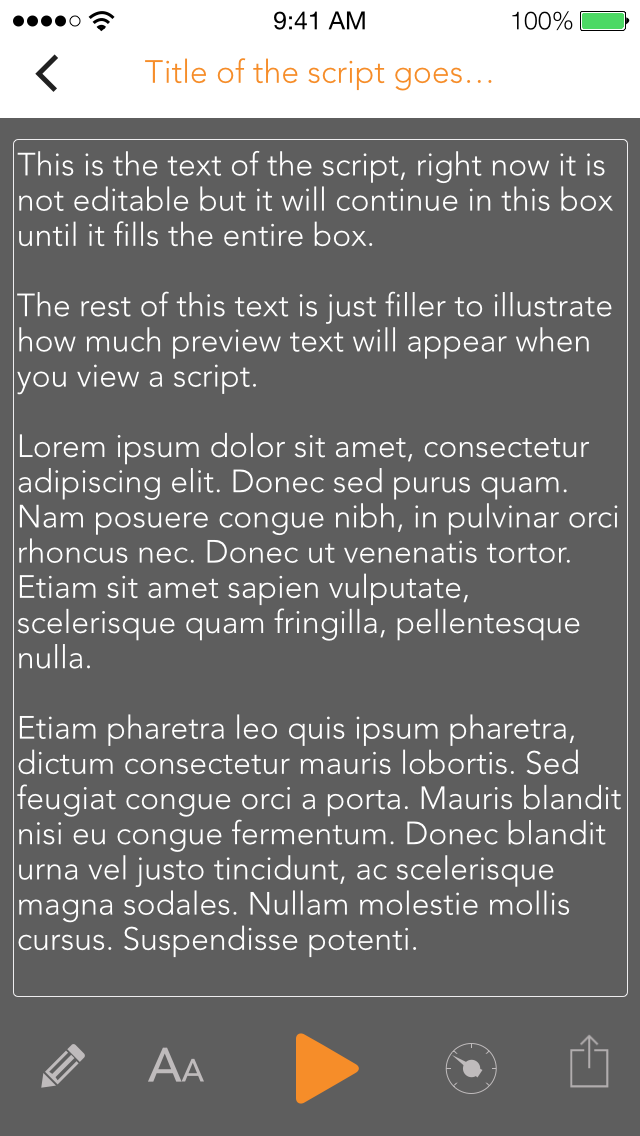 9:41 AM 100%
Title of the script goes...
This is the text of the script, right now it is
not editable but it will continue in this box
until it fills the entire box.
The rest of this text is just filler to illustrate
how much preview text will appear when
you view a script.
Lorem ipsum dolor sit amet, consectetur
adipiscing elit. Donec sed purus quam.
Nam posuere congue nibh, in pulvinar orci
rhoncus nec. Donec ut venenatis tortor.
Etiam sit amet sapien vulputate,
scelerisque quam fringilla, pellentesque
nulla.
Etiam pharetra leo quis ipsum pharetra,
dictum consectetur mauris lobortis. Sed
feugiat congue orci a porta. Mauris blandit
nisi eu congue fermentum. Donec blandit
urna vel justo tincidunt, ac scelerisque
magna sodales. Nullam molestie mollis
cursus. Suspendisse potenti.
AA